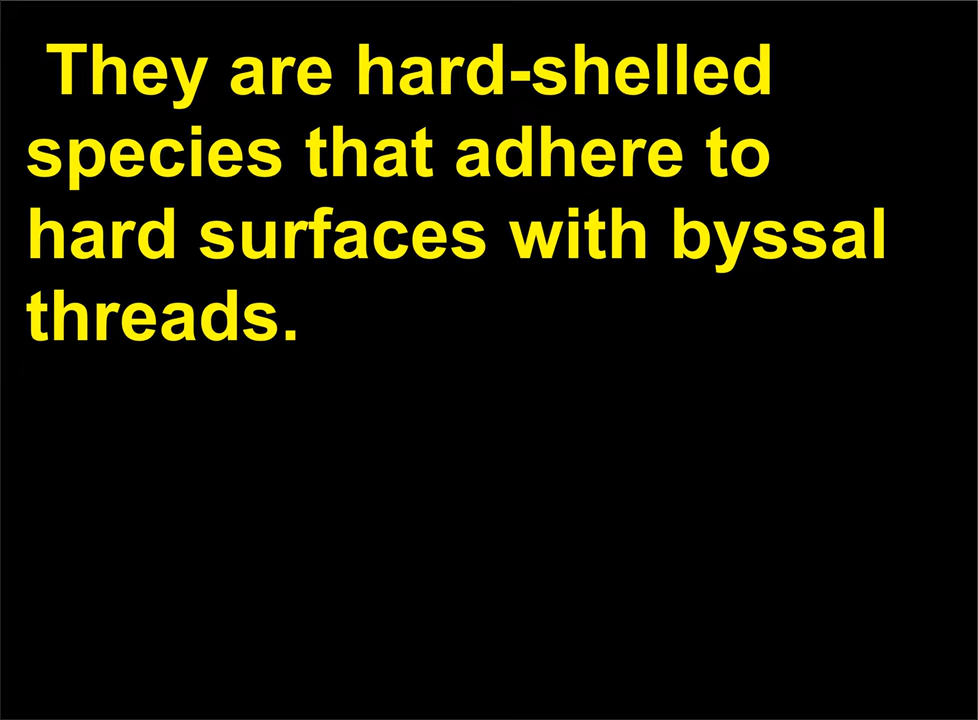 They are hard-shelled
species that adhere to
hard surfaces with byssal
threads.